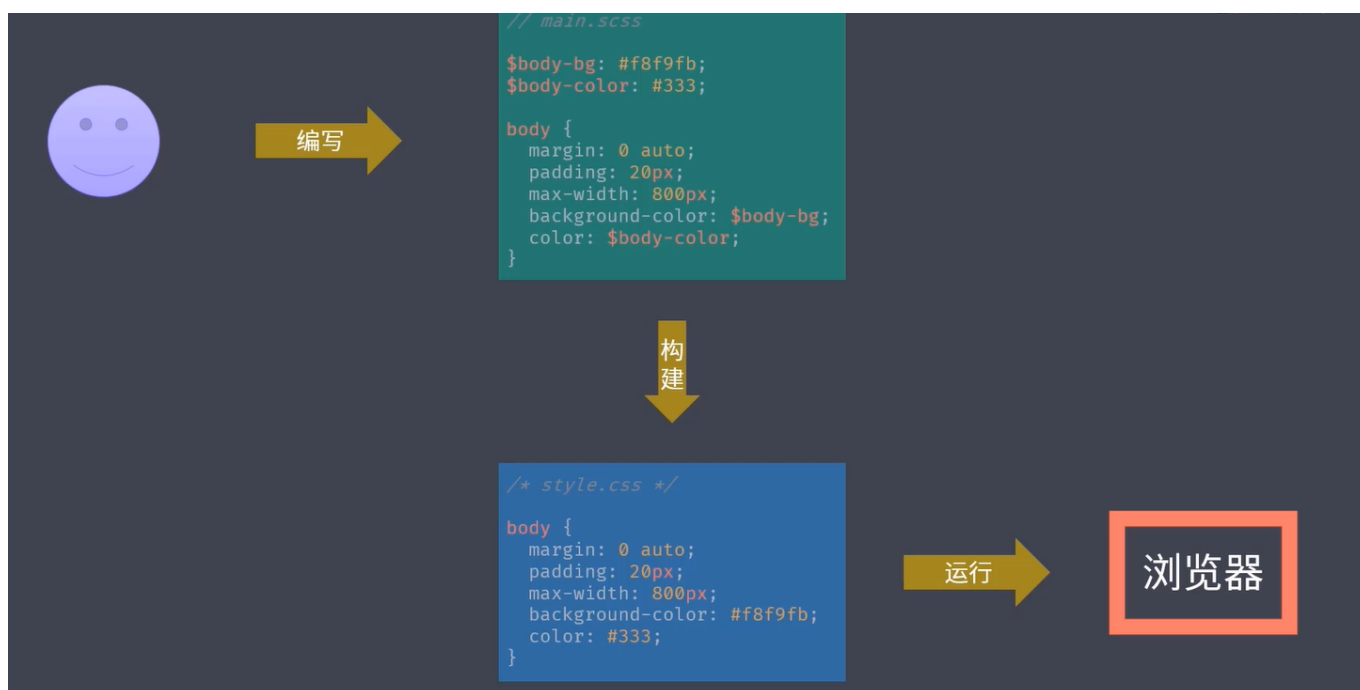 // main.scss
$body-bg: #f8f9fb;
$body-color: #333;
编写
body {
margin: 0 auto;
padding: 20px;
max-width: 800px;
background-color: $body-bg;
color: $body-color;
}
构
建
/* style.css */
body {
margin: 0 auto;
padding: 20px;
max-width: 800px;
background-color: #f8f9fb;
color: #333;
}
运行
浏览器